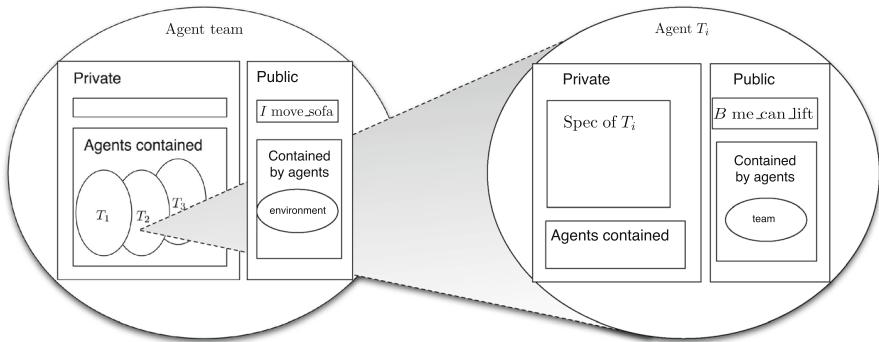 Agent team
Private
Public
I move_sofa
Agents contained
T1
T2
T3
Contained
by agents
environment
Agent Ti
Private
Public
Spec of Ti
B me_can_lift
Contained
by agents
team
Agents contained